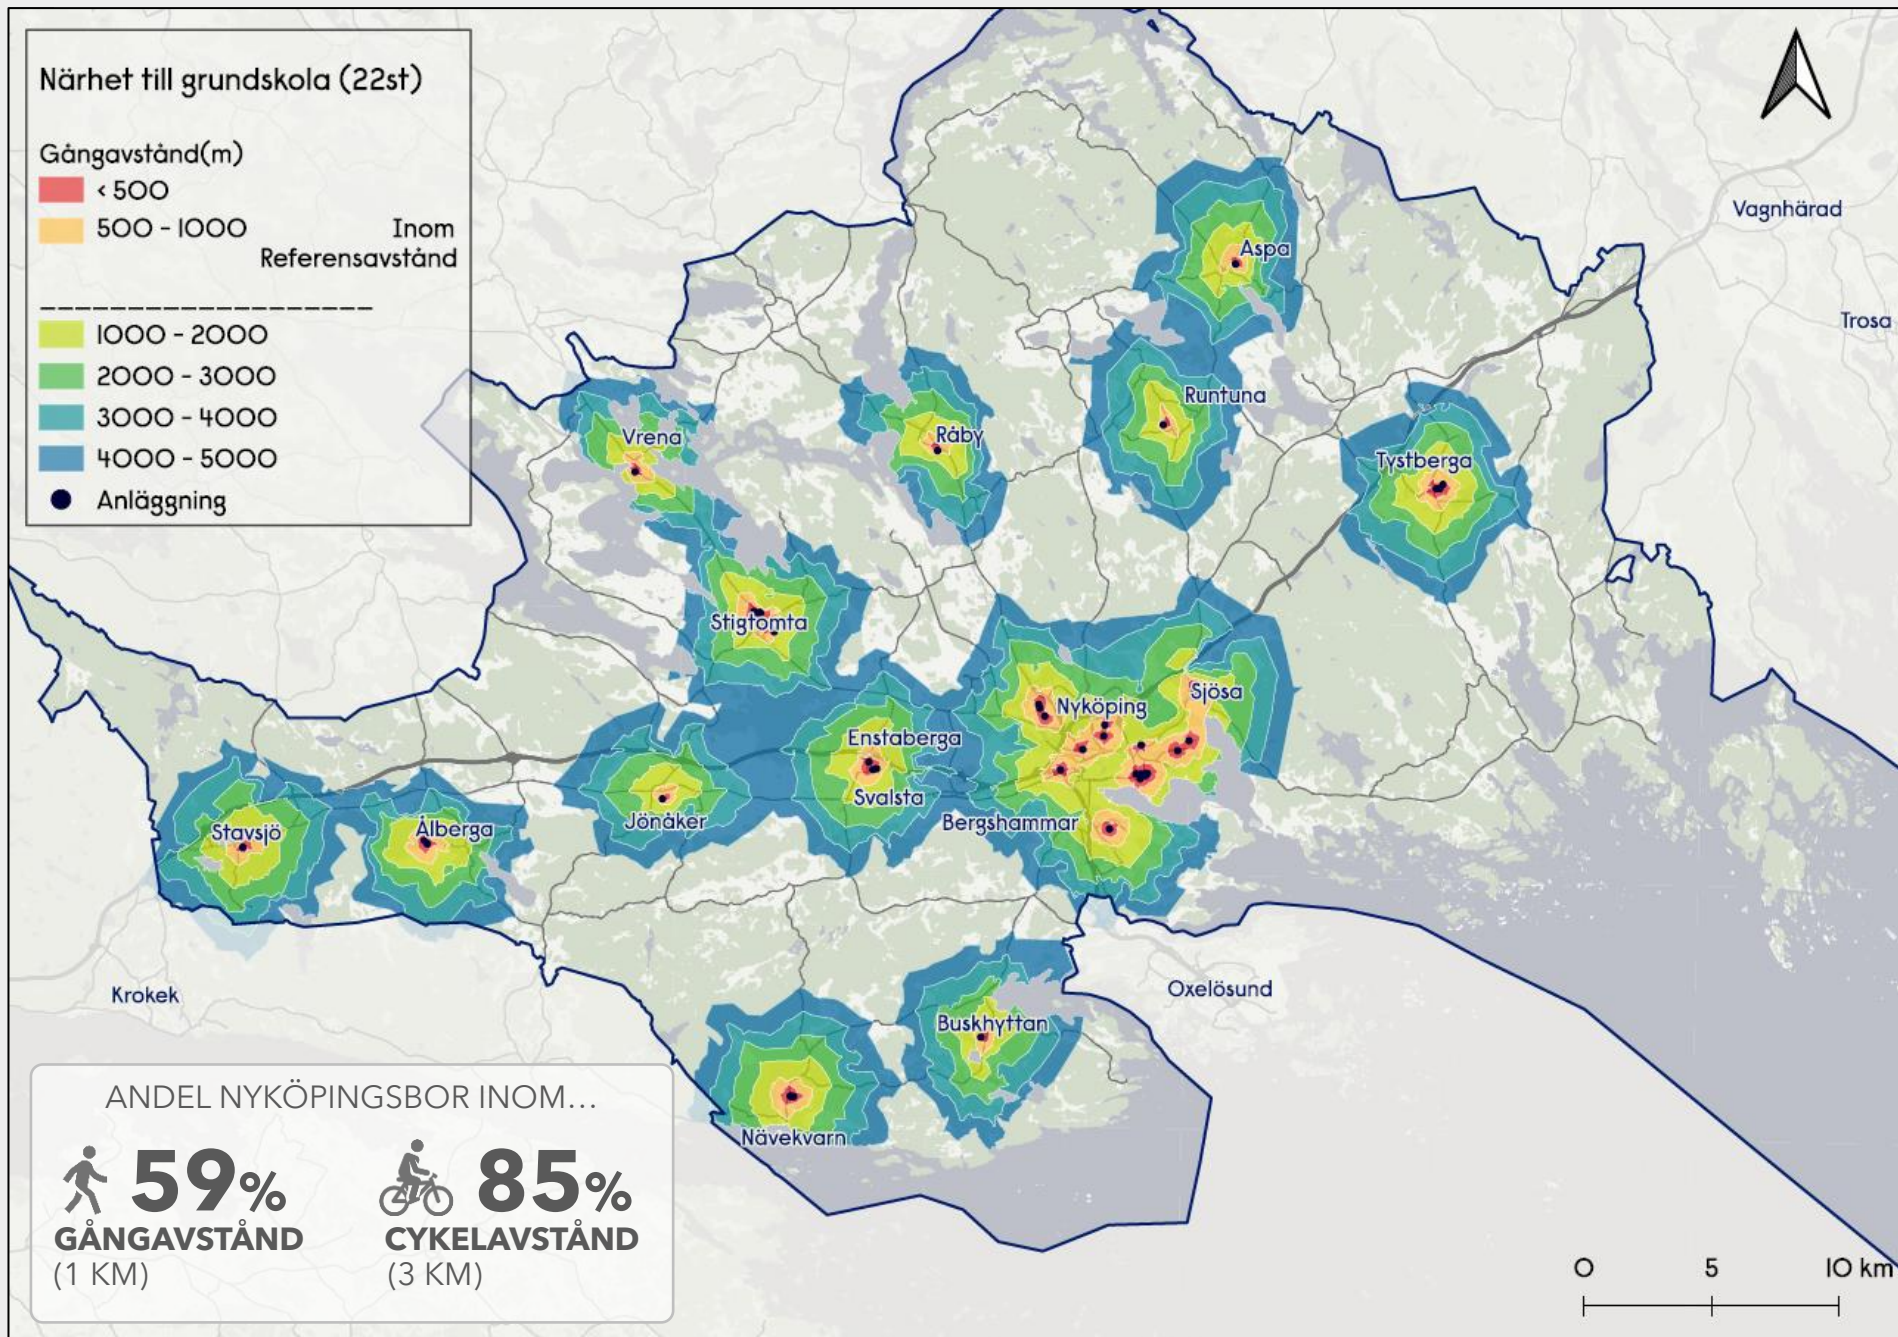 Närhet till grundskola (22st)
Gångavstånd(m)
< 500
500 - 1000
Inom
Referensavstånd
1000 - 2000
2000 - 3000
3000 - 4000
4000 - 5000
Anläggning
Vagnhärad
Trosa
Aspa
Runtuna
Råby
Vrena
Tystberga
Stigtomta
Sjösa
Nyköping
Enstaberga
Svalsta
Jönåker
Bergshammar
Stavsjö
Ålberga
Krokek
Oxelösund
Buskhyttan
Nävekvarn
ANDEL NYKÖPINGSBOR INOM...
59%
GÅNGAVSTÅND
(1 KM)
85%
CYKELAVSTÅND
(3 KM)
0 5 10 km